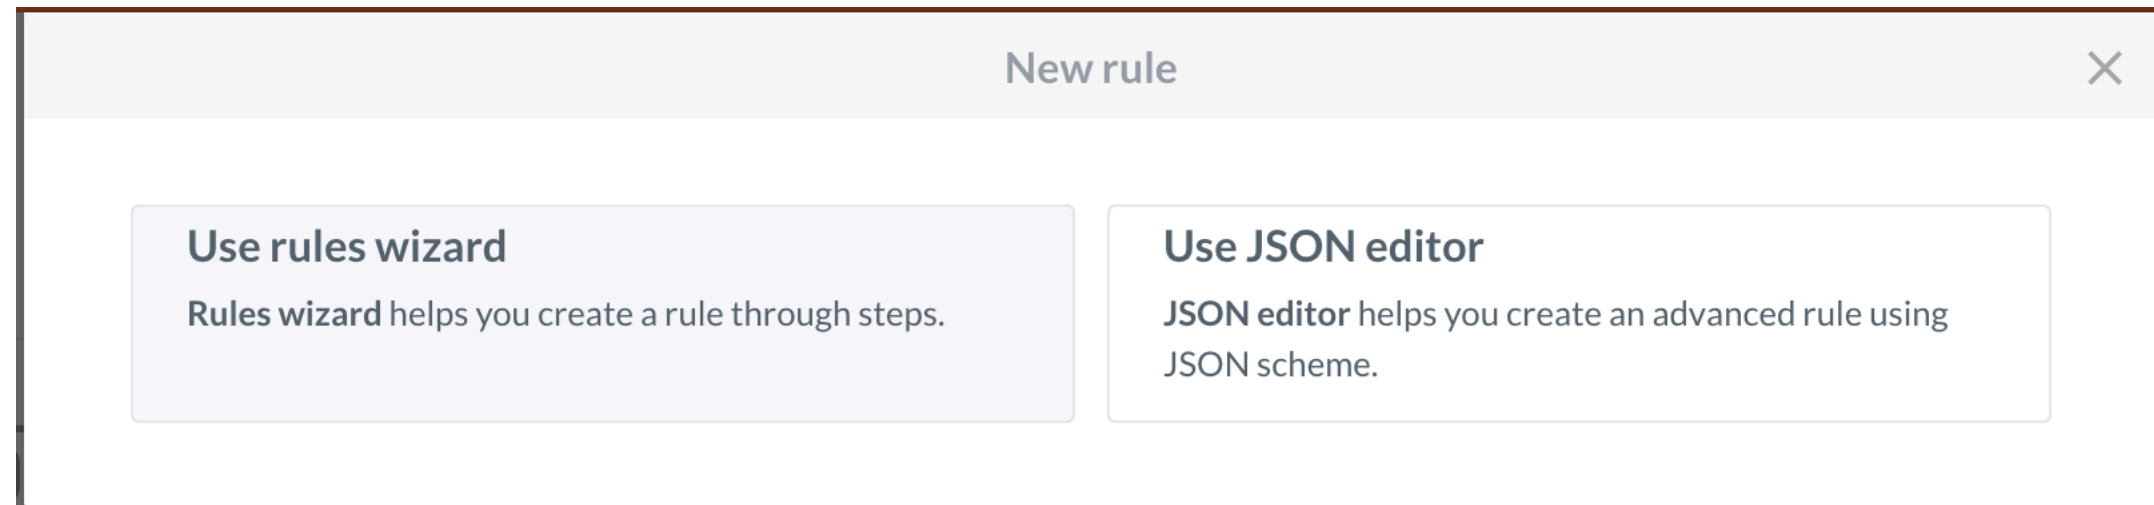 New rule
Use rules wizard
Rules wizard helps you create a rule through steps.
Use JSON editor
JSON editor helps you create an advanced rule using
JSON scheme.